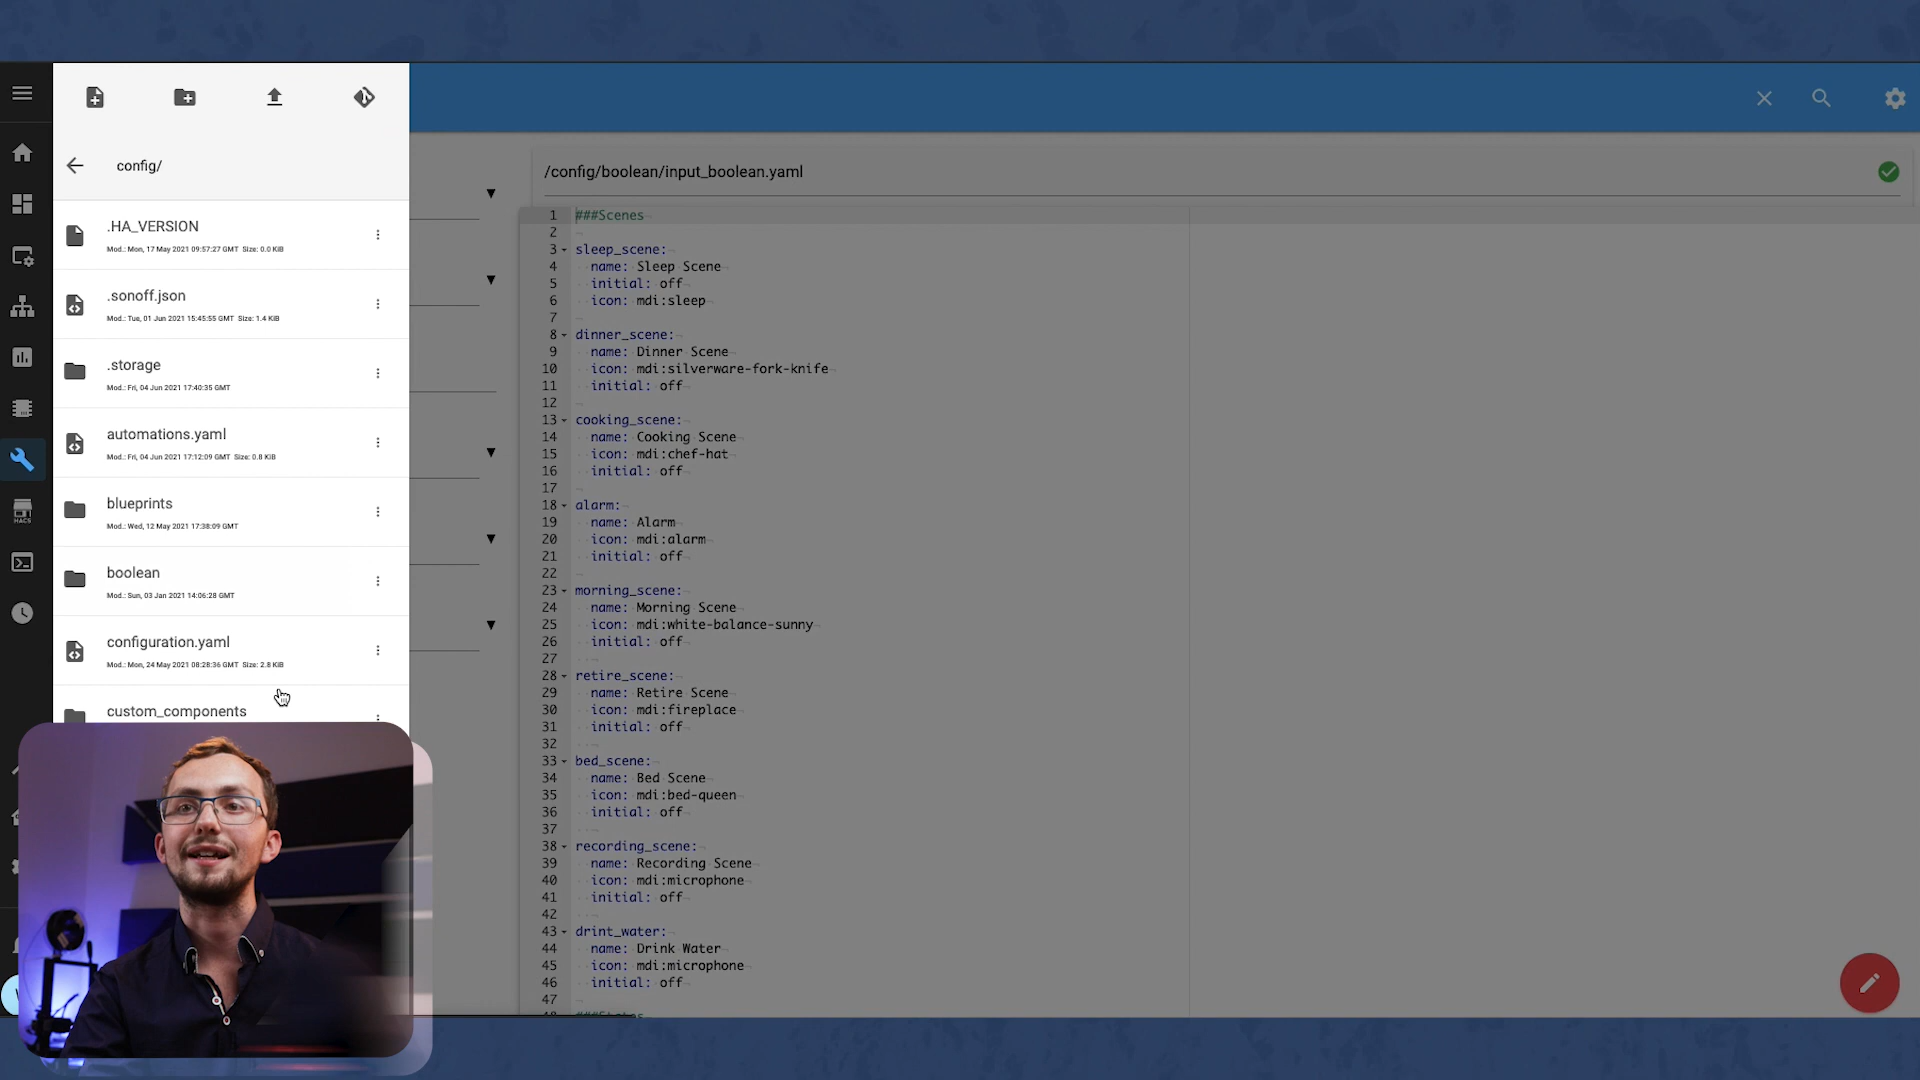 config/
.HA_VERSION
Mod.: Mon, 17 May 2021 09:57:27 GMT Size: 0.0 KiB
.sonoff.json
Mod.: Tue, 01 Jun 2021 15:45:55 GMT Size: 1.4 KiB
.storage
Mod.: Fri, 04 Jun 2021 17:40:35 GMT
automations.yaml
Mod.: Fri, 04 Jun 2021 17:12:09 GMT Size: 0.8 KiB
blueprints
Mod.: Wed, 12 May 2021 17:38:09 GMT
boolean
Mod.: Sun, 03 Jan 2021 14:06:28 GMT
configuration.yaml
Mod.: Mon, 24 May 2021 08:28:36 GMT Size: 2.8 KiB
custom_components
HACS
/config/boolean/input_boolean.yaml
1 ###Scenes
2
3 sleep_scene:
4 name: Sleep Scene
5 initial: off
6 icon: mdi:sleep
7
8 dinner_scene:
9 name: Dinner Scene
10 icon: mdi:silverware-fork-knife
11 initial: off
12
13 cooking_scene:
14 name: Cooking Scene
15 icon: mdi:chef-hat
16 initial: off
17
18 alarm:
19 name: Alarm
20 icon: mdi:alarm
21 initial: off
22
23 morning_scene:
24 name: Morning Scene
25 icon: mdi:white-balance-sunny
26 initial: off
27
28 retire_scene:
29 name: Retire Scene
30 icon: mdi:fireplace
31 initial: off
32
33 bed_scene:
34 name: Bed Scene
35 icon: mdi:bed-queen
36 initial: off
37
38 recording_scene:
39 name: Recording Scene
40 icon: mdi:microphone
41 initial: off
42
43 drink_water:
44 name: Drink Water
45 icon: mdi:microphone
46 initial: off
47